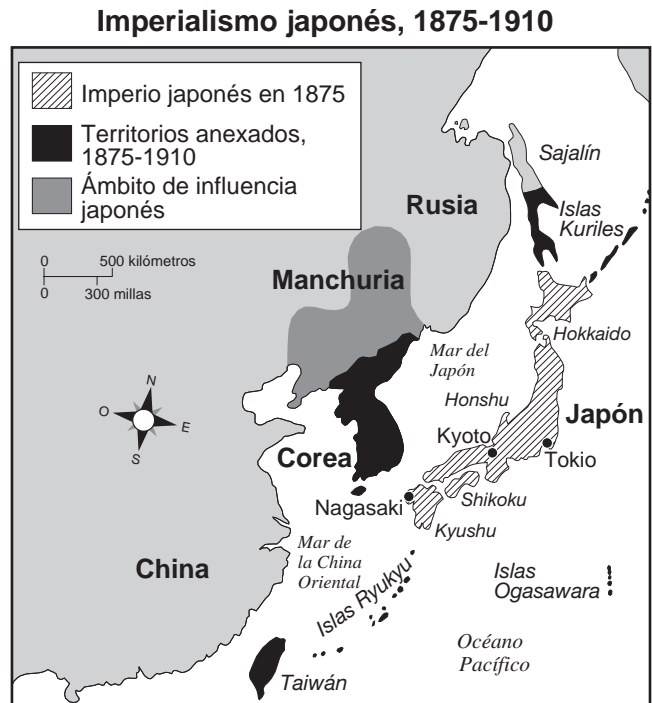 Imperialismo japonés, 1875-1910
Imperio japonés en 1875
Territorios anexados,
1875-1910
Ámbito de influencia
japonés
0 500 kilómetros
0 300 millas
N
O
E
S
Sajalín
Rusia
Islas
Kuriles
Manchuria
Hokkaido
Mar del
Japón
Honshu
Japón
Kyoto
Tokio
Corea
Nagasaki
Shikoku
Kyushu
Mar de
la China
Oriental
China
Islas Ryukyu
Islas
Ogasawara
Océano
Pacífico
Taiwán